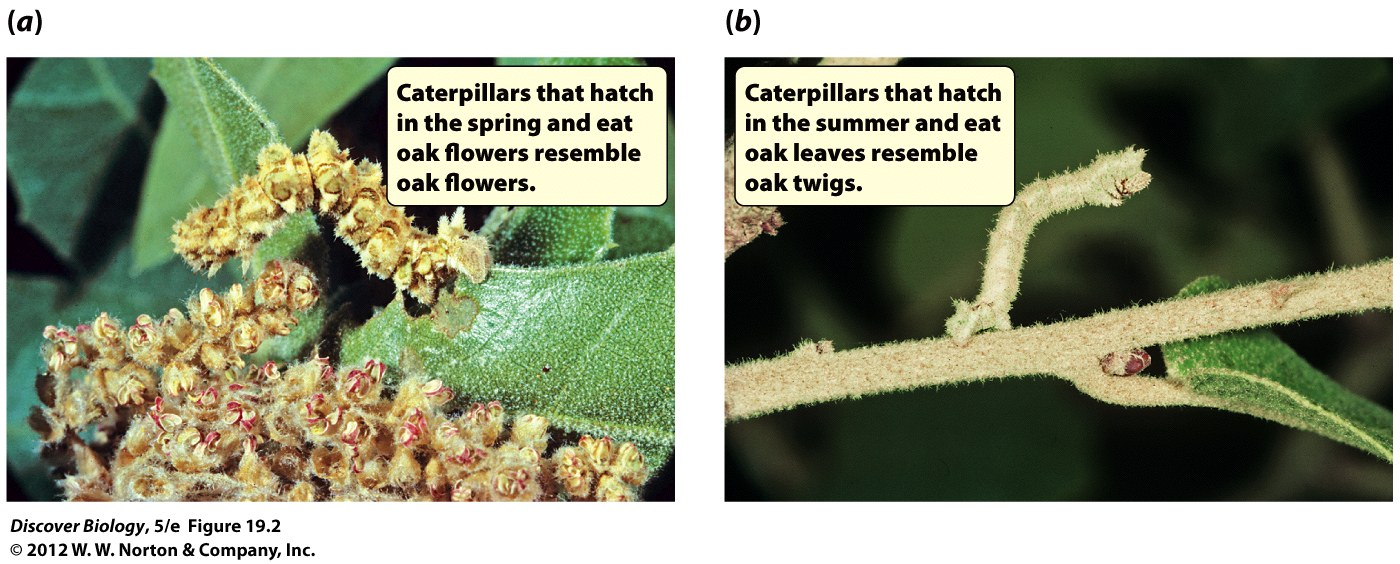 (a)
Caterpillars that hatch
in the spring and eat
oak flowers resemble
oak flowers.
(b)
Caterpillars that hatch
in the summer and eat
oak leaves resemble
oak twigs.
Discover Biology, 5/e Figure 19.2
© 2012 W. W. Norton & Company, Inc.